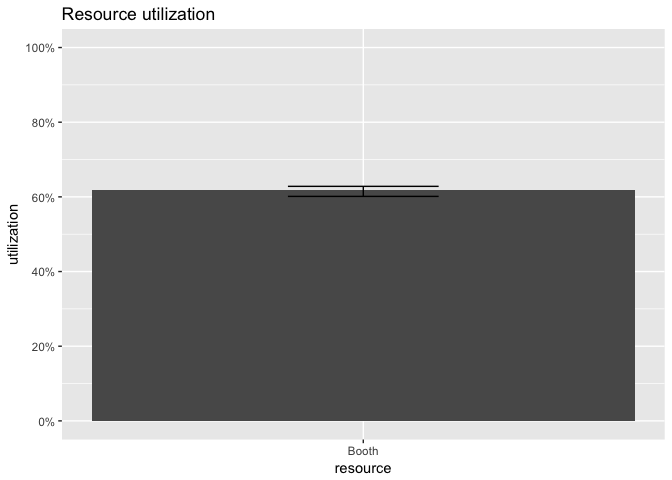 Resource utilization
100%
80%
60%
40%
20%
0%
utilization
Booth
resource